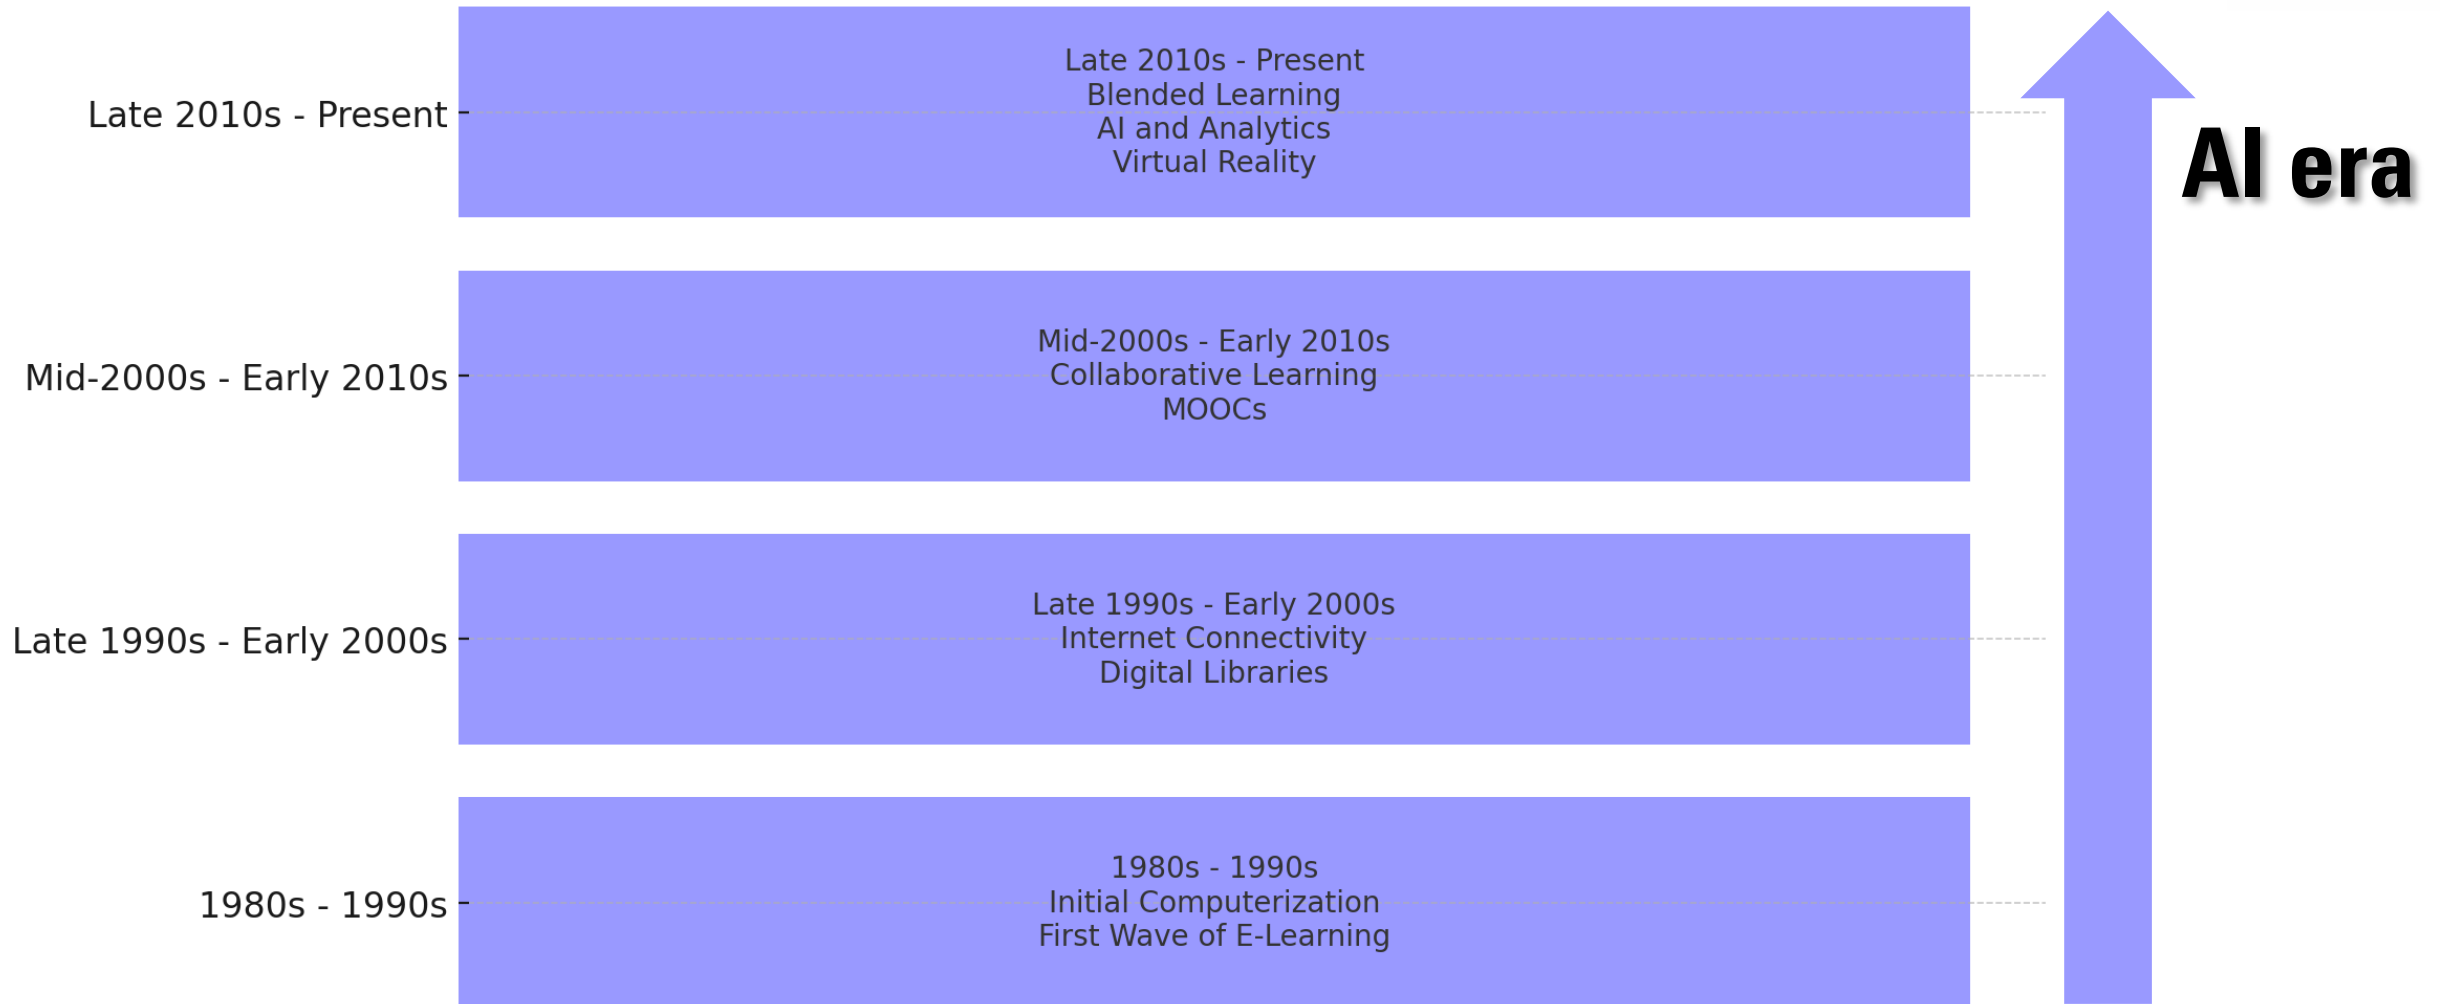 Late 2010s - Present
Late 2010s - Present
Blended Learning
AI and Analytics
Virtual Reality
AI era
Mid-2000s - Early 2010s
Mid-2000s - Early 2010s
Collaborative Learning
MOOCs
Late 1990s - Early 2000s
Late 1990s - Early 2000s
Internet Connectivity
Digital Libraries
1980s - 1990s
1980s - 1990s
Initial Computerization
First Wave of E-Learning